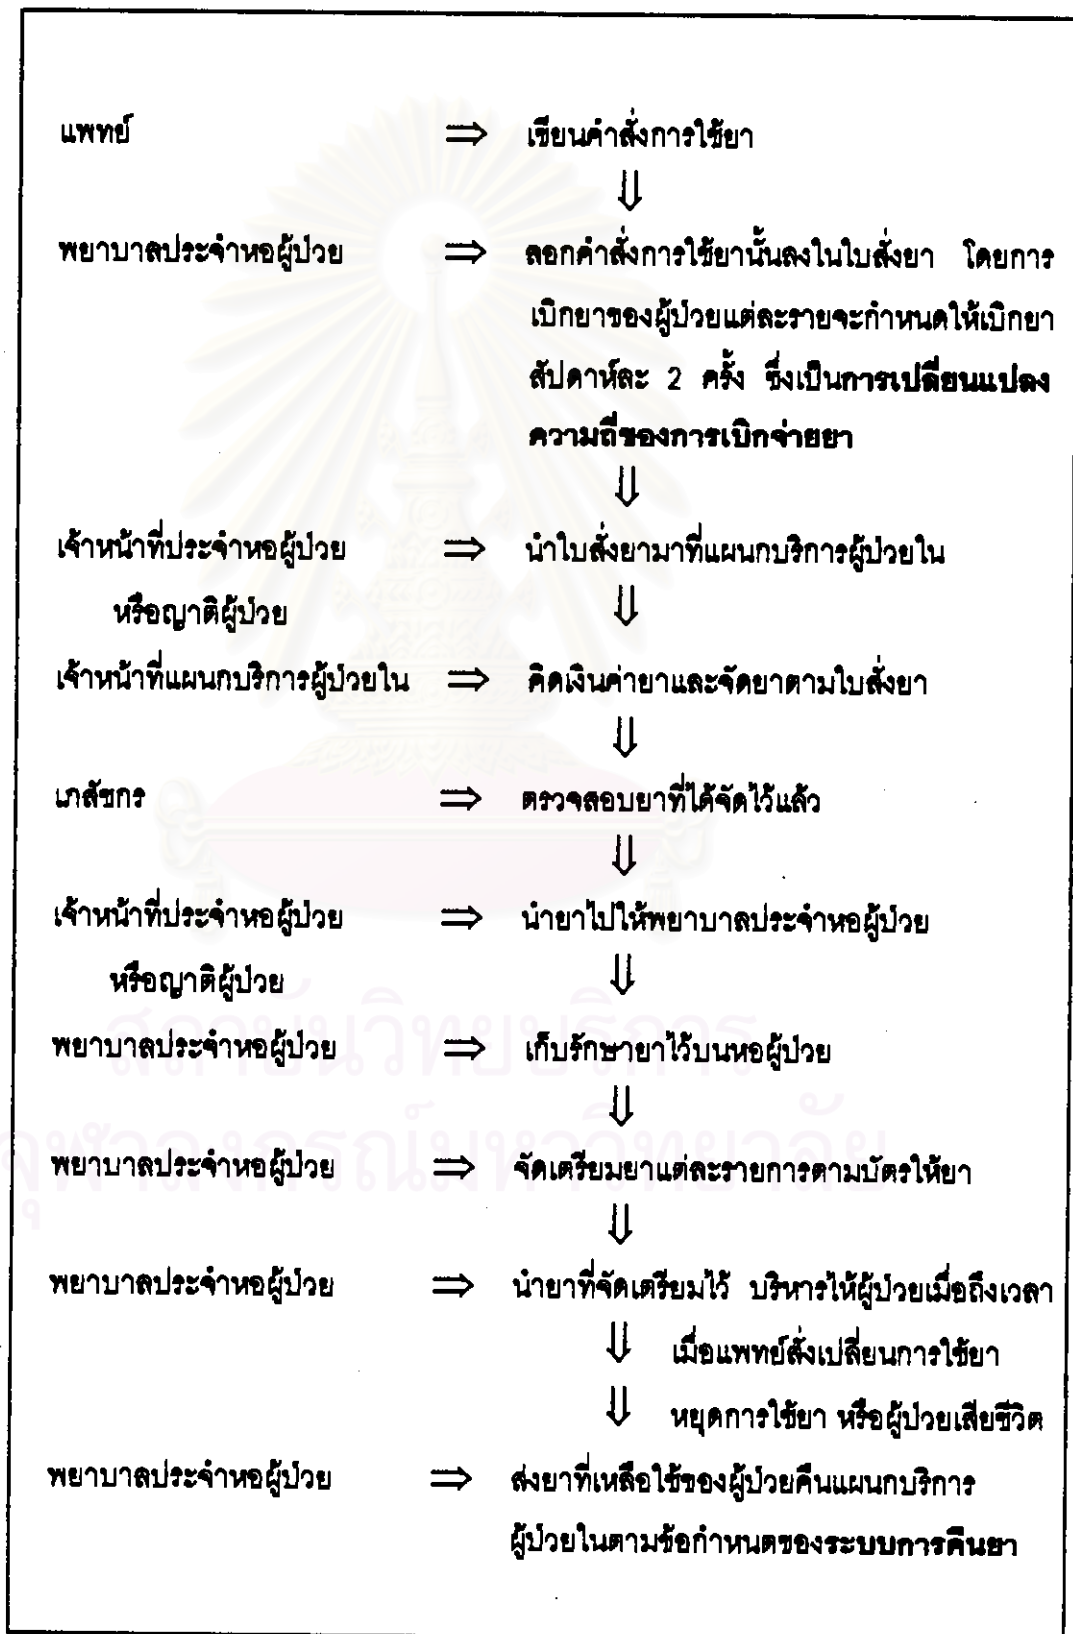 แพทย์ ⇒ เขียนคำสั่งการใช้ยา
⇓
พยาบาลประจำหอผู้ป่วย ⇒ ลอกคำสั่งการใช้ยานั้นลงในใบสั่งยา โดยการ
เบิกยาของผู้ป่วยแต่ละรายจะกำหนดให้เบิกยา
สัปดาห์ละ 2 ครั้ง ซึ่งเป็นการเปลี่ยนแปลง
ความถี่ของการเบิกจ่ายยา
⇓
เจ้าหน้าที่ประจำหอผู้ป่วย ⇒ นำใบสั่งยามาที่แผนกบริการผู้ป่วยใน
หรือญาติผู้ป่วย ⇓
เจ้าหน้าที่แผนกบริการผู้ป่วยใน ⇒ คิดเงินค่ายาและจัดยาตามใบสั่งยา
⇓
เภสัชกร ⇒ ตรวจสอบยาที่ได้จัดไว้แล้ว
⇓
เจ้าหน้าที่ประจำหอผู้ป่วย ⇒ นำยาไปให้พยาบาลประจำหอผู้ป่วย
หรือญาติผู้ป่วย ⇓
พยาบาลประจำหอผู้ป่วย ⇒ เก็บรักษายาไว้บนหอผู้ป่วย
⇓
พยาบาลประจำหอผู้ป่วย ⇒ จัดเตรียมยาแต่ละรายการตามบัตรให้ยา
⇓
พยาบาลประจำหอผู้ป่วย ⇒ นำยาที่จัดเตรียมไว้ บริหารให้ผู้ป่วยเมื่อถึงเวลา
⇓ เมื่อแพทย์สั่งเปลี่ยนการใช้ยา
⇓ หยุดการใช้ยา หรือผู้ป่วยเสียชีวิต
พยาบาลประจำหอผู้ป่วย ⇒ ส่งยาที่เหลือใช้ของผู้ป่วยคืนแผนกบริการ
ผู้ป่วยในตามข้อกำหนดของระบบการคืนยา
สถาบันวิทยบริการ
จุฬาลงกรณ์มหาวิทยาลัย